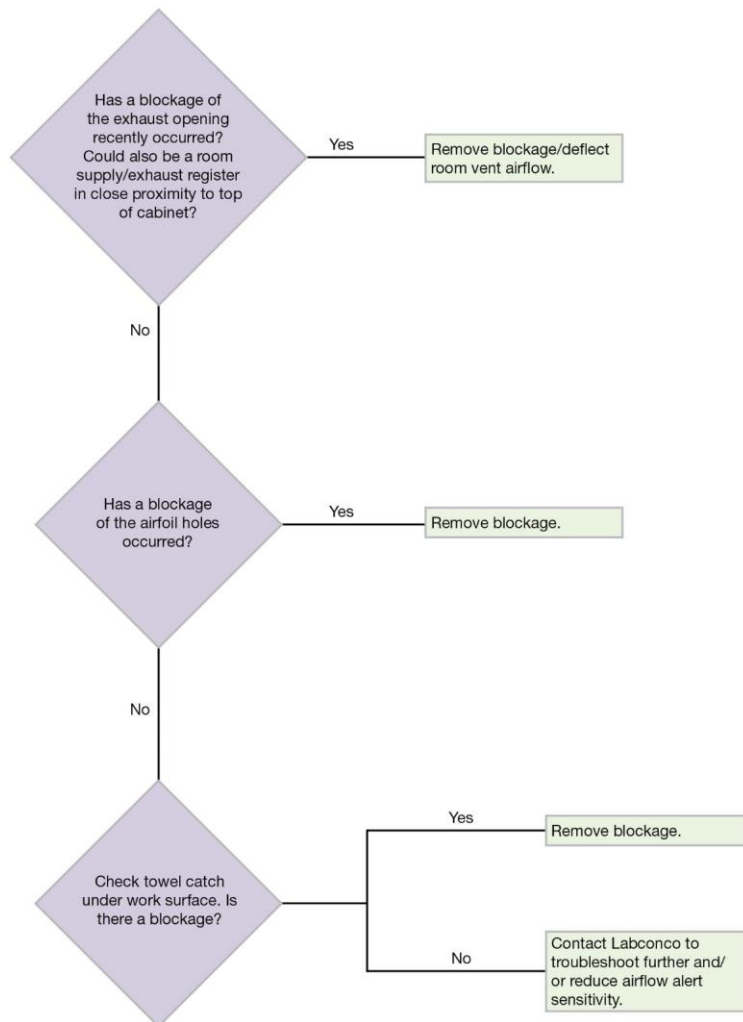 Has a blockage of
the exhaust opening
recently occurred?
Could also be a room
supply/exhaust register
in close proximity to top
of cabinet?
Yes
Remove blockage/deflect
room vent airflow.
No
Has a blockage
of the airfoil holes
occurred?
Yes
Remove blockage.
No
Check towel catch
under work surface. Is
there a blockage?
Yes
Remove blockage.
No
Contact Labconco to
troubleshoot further and/
or reduce airflow alert
sensitivity.